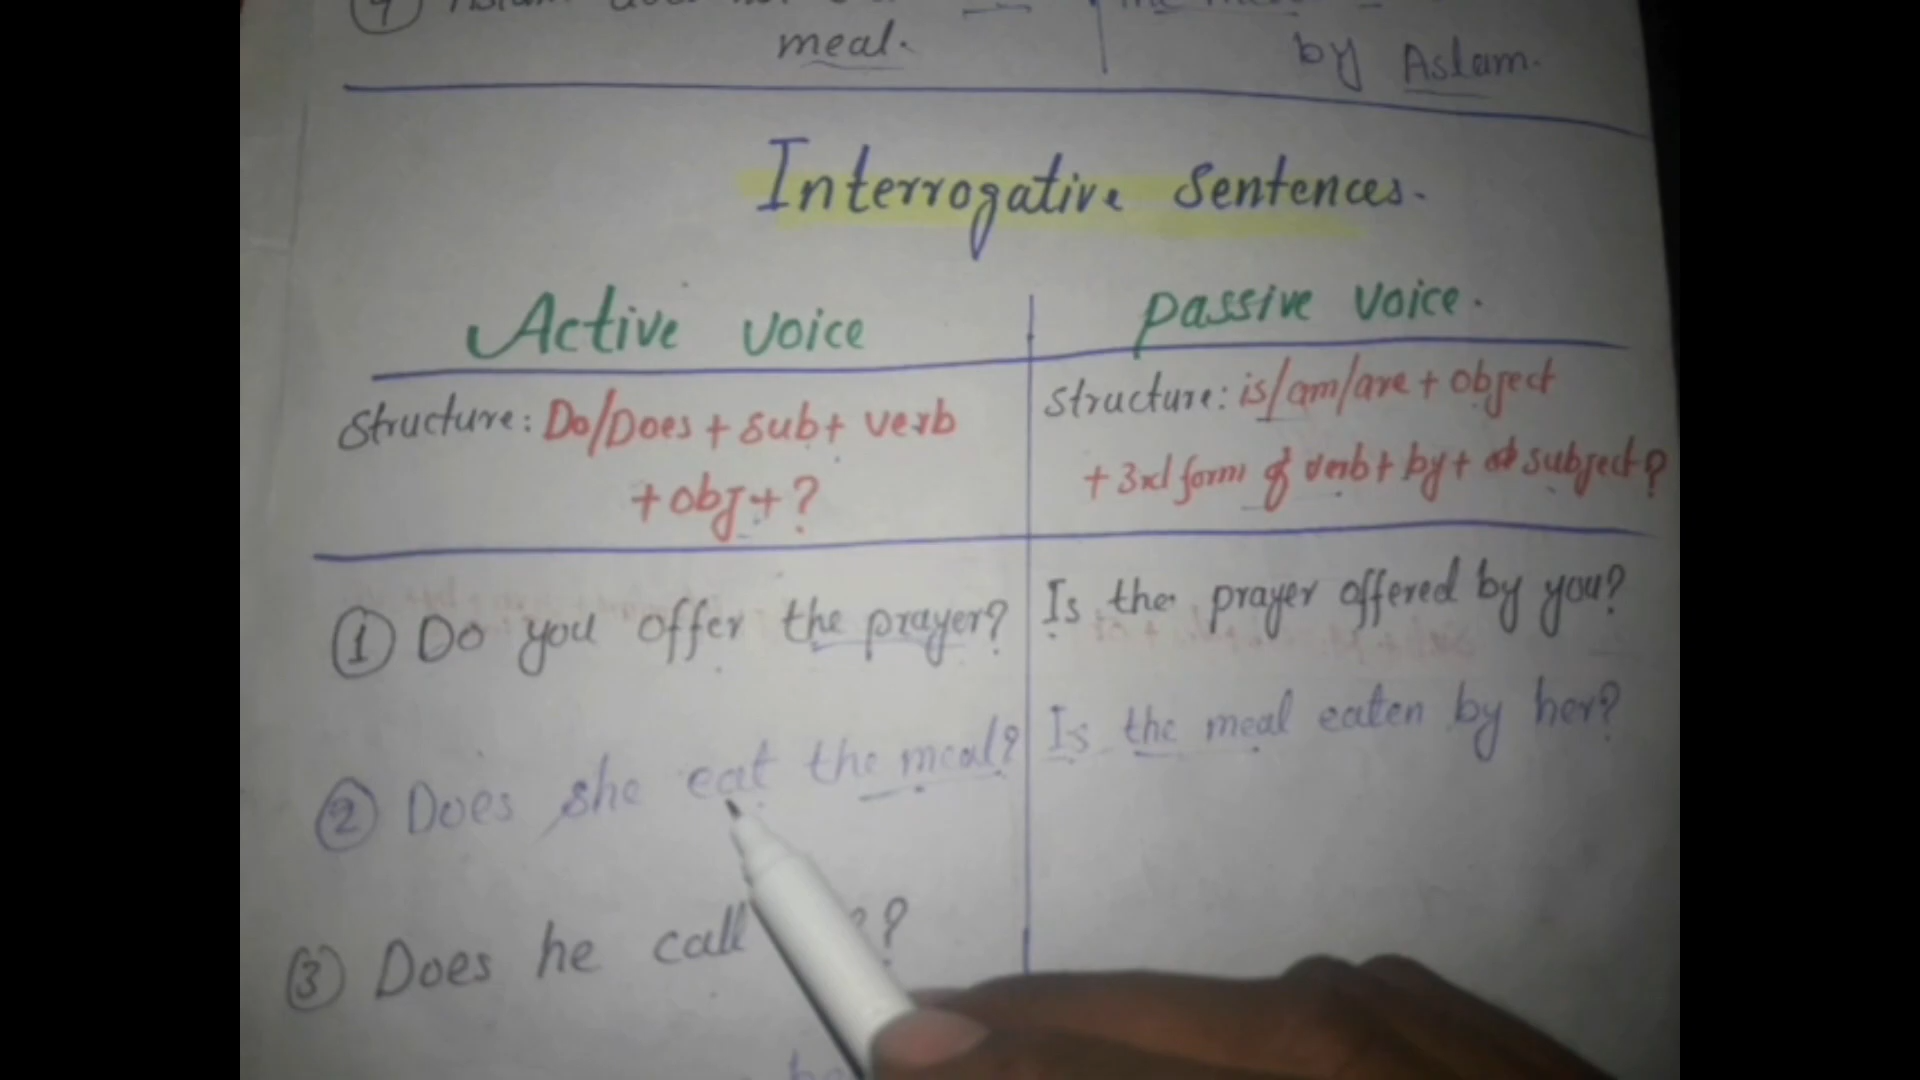 meal.
by Aslam.
Interrogative Sentences.
Active voice
passive voice.
Structure: Do/Does + sub + verb
+ obj + ?
Structure: is/am/are + object
+ 3rd form of verb + by + subject?
① Do you offer the prayer?
Is the prayer offered by you?
② Does she eat the meal?
Is the meal eaten by her?
③ Does he call ?